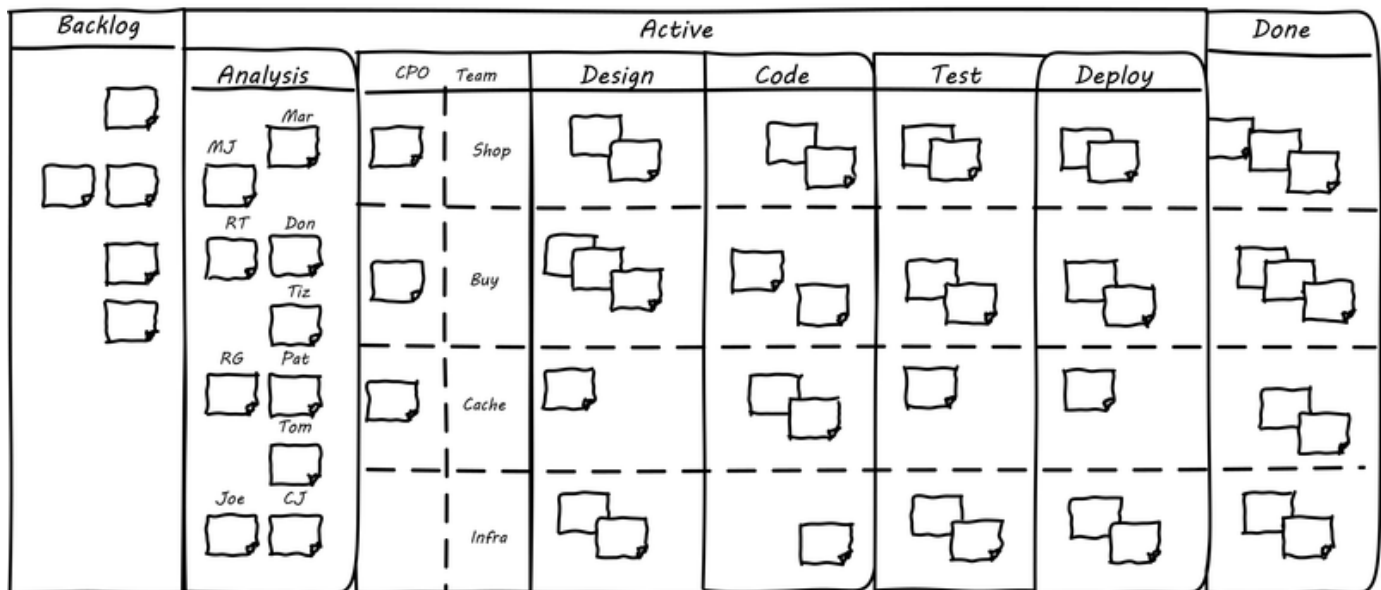 Backlog
Active
Done
Analysis
CPO
Team
Design
Code
Test
Deploy
Mar
MJ
Shop
RT
Don
Buy
Tiz
RG
Pat
Cache
Tom
Joe
CJ
Infra